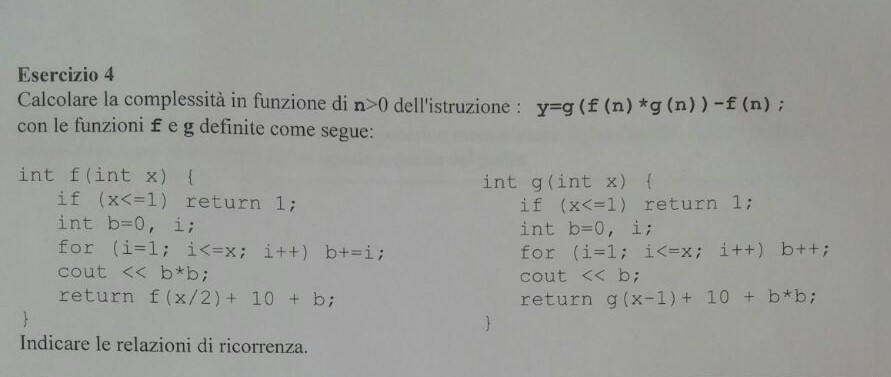 Esercizio 4
Calcolare la complessità in funzione di n>0 dell'istruzione : y=g(f(n)*g(n))-f(n);
con le funzioni f e g definite come segue:
int f(int x) {
if (x<=1) return 1;
int b=0, i;
for (i=1; i<=x; i++) b+=i;
cout << b*b;
return f(x/2)+ 10 + b;
}
int g(int x) {
if (x<=1) return 1;
int b=0, i;
for (i=1; i<=x; i++) b++;
cout << b;
return g(x-1)+ 10 + b*b;
}
Indicare le relazioni di ricorrenza.